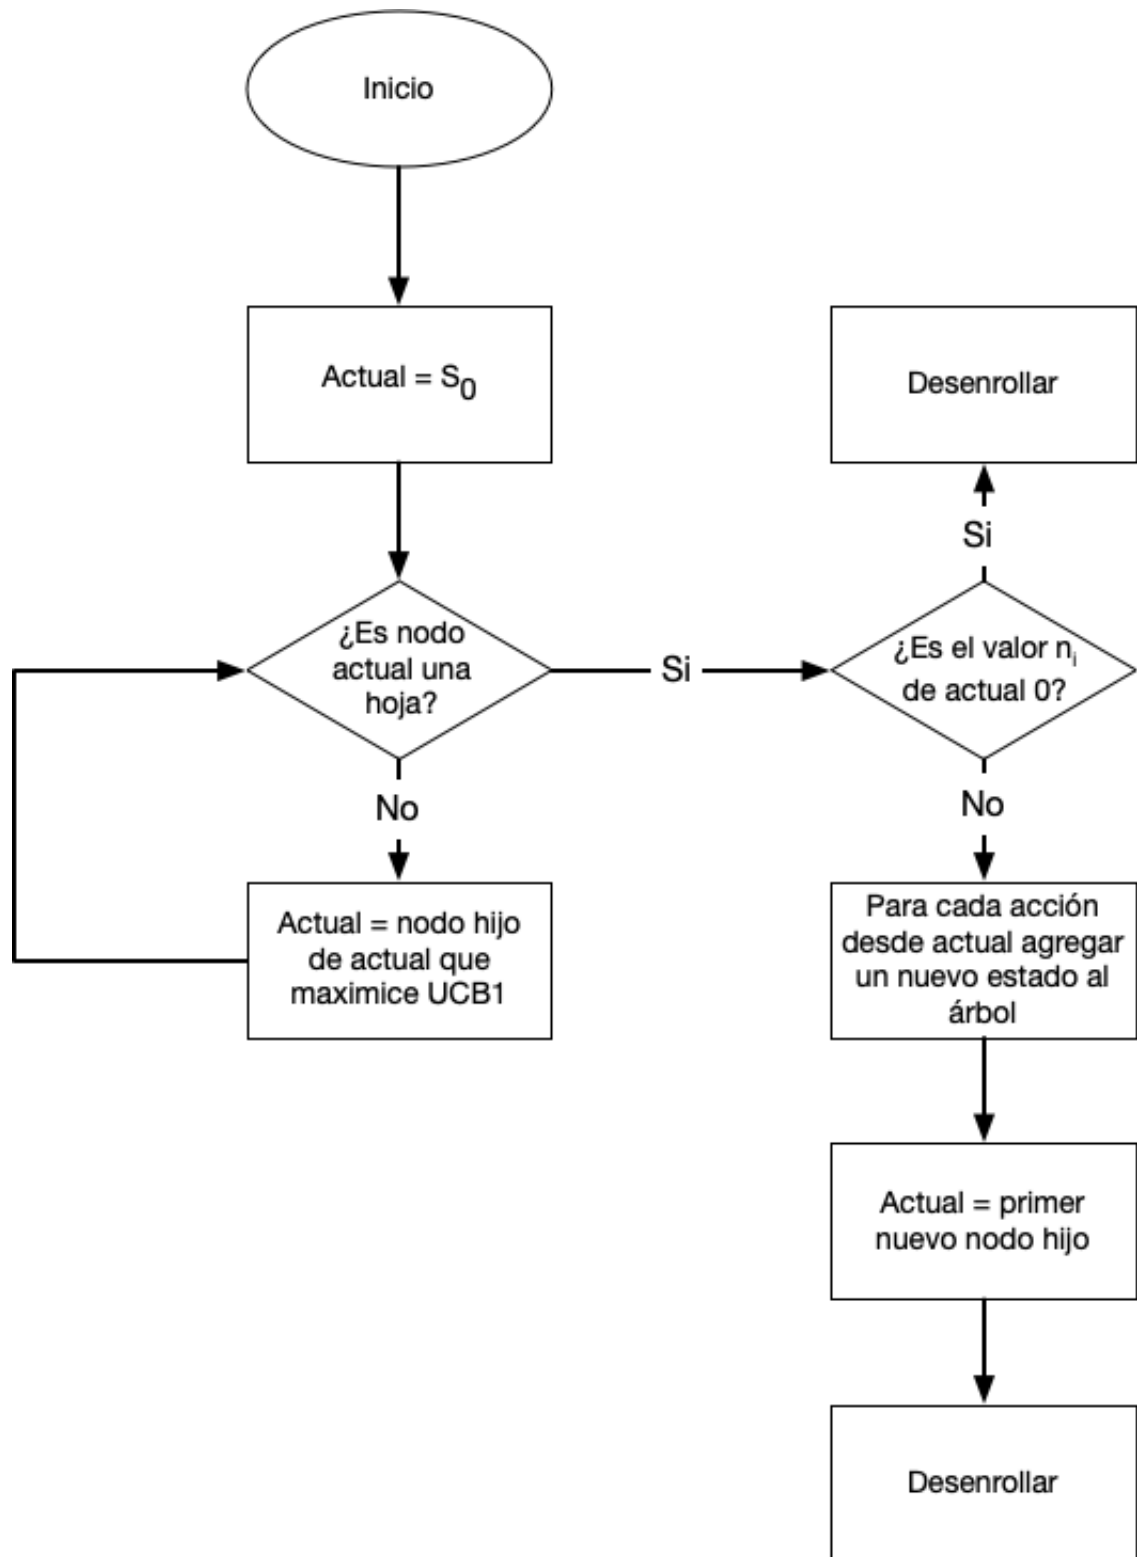 Inicio
Actual = S0
Desenrollar
Si
¿Es nodo
actual una
hoja?
Si
¿Es el valor ni
de actual 0?
No
No
Actual = nodo hijo
de actual que
maximice UCB1
Para cada acción
desde actual agregar
un nuevo estado al
árbol
Actual = primer
nuevo nodo hijo
Desenrollar